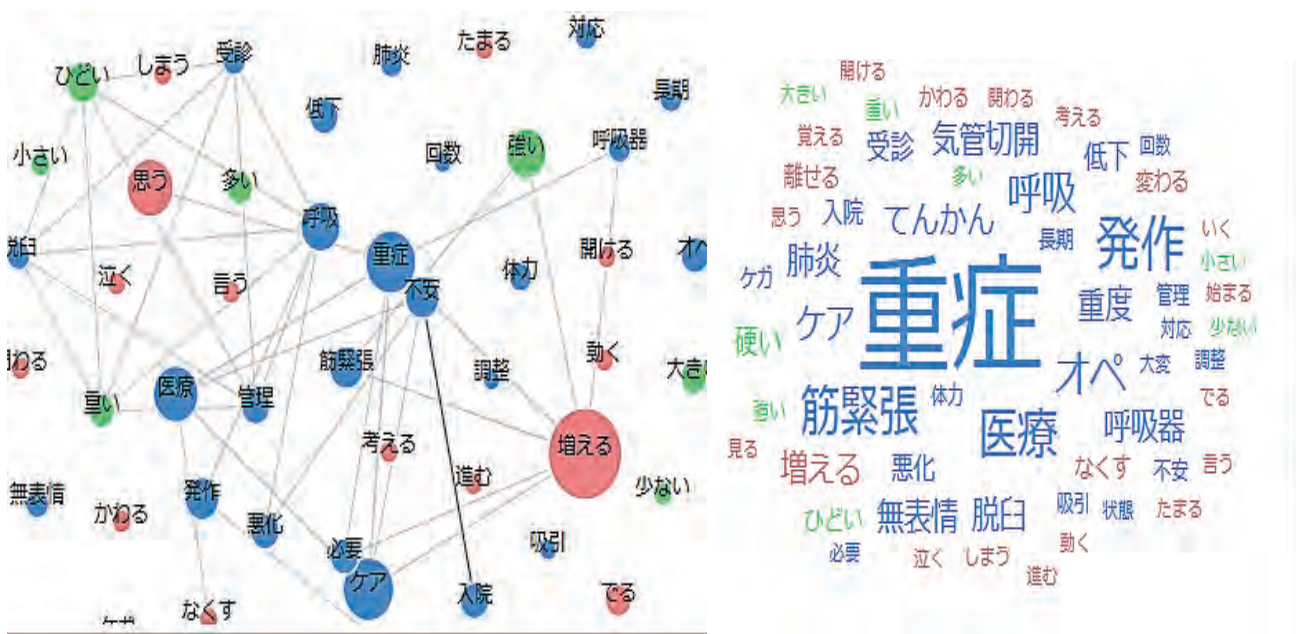 ひどい しまう 受診 肺炎 たまる 対応
低下 長期
小さい 思う 多い 回数 強い 呼吸器
呼吸
脱臼 泣く 言う 重症 不安 体力 開ける
重い 医療 管理 筋緊張 調整 動く 大き
考える 増える
無表情 かわる 発作 悪化 進む 少ない
必要 吸引
ケア 入院 でる
なくす
開ける
大きい 重い かわる 関わる 考える
覚える 受診 気管切開 低下 回数
離せる 多い 呼吸 変わる
思う 入院 てんかん 長期 発作 いく
ケガ 肺炎 重症 小さい
硬い ケア 重度 管理 始まる
対応 少ない
オペ 大変 調整
強い 筋緊張 体力 医療 呼吸器 でる
見る 増える 悪化 なくす 不安 言う
ひどい 無表情 脱臼 吸引 状態 たまる
必要 泣く しまう 動く
進む